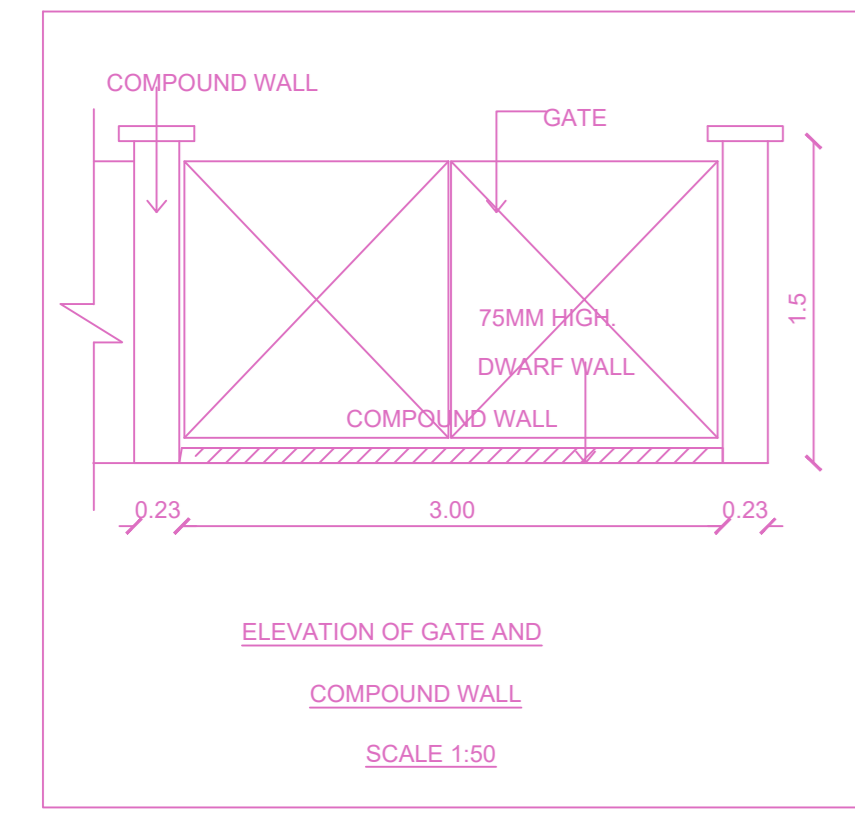 COMPOUND WALL
GATE
1.5
75MM HIGH.
DWARF WALL
COMPOUND WALL
0.23
3.00
0.23
ELEVATION OF GATE AND
COMPOUND WALL
SCALE 1:50